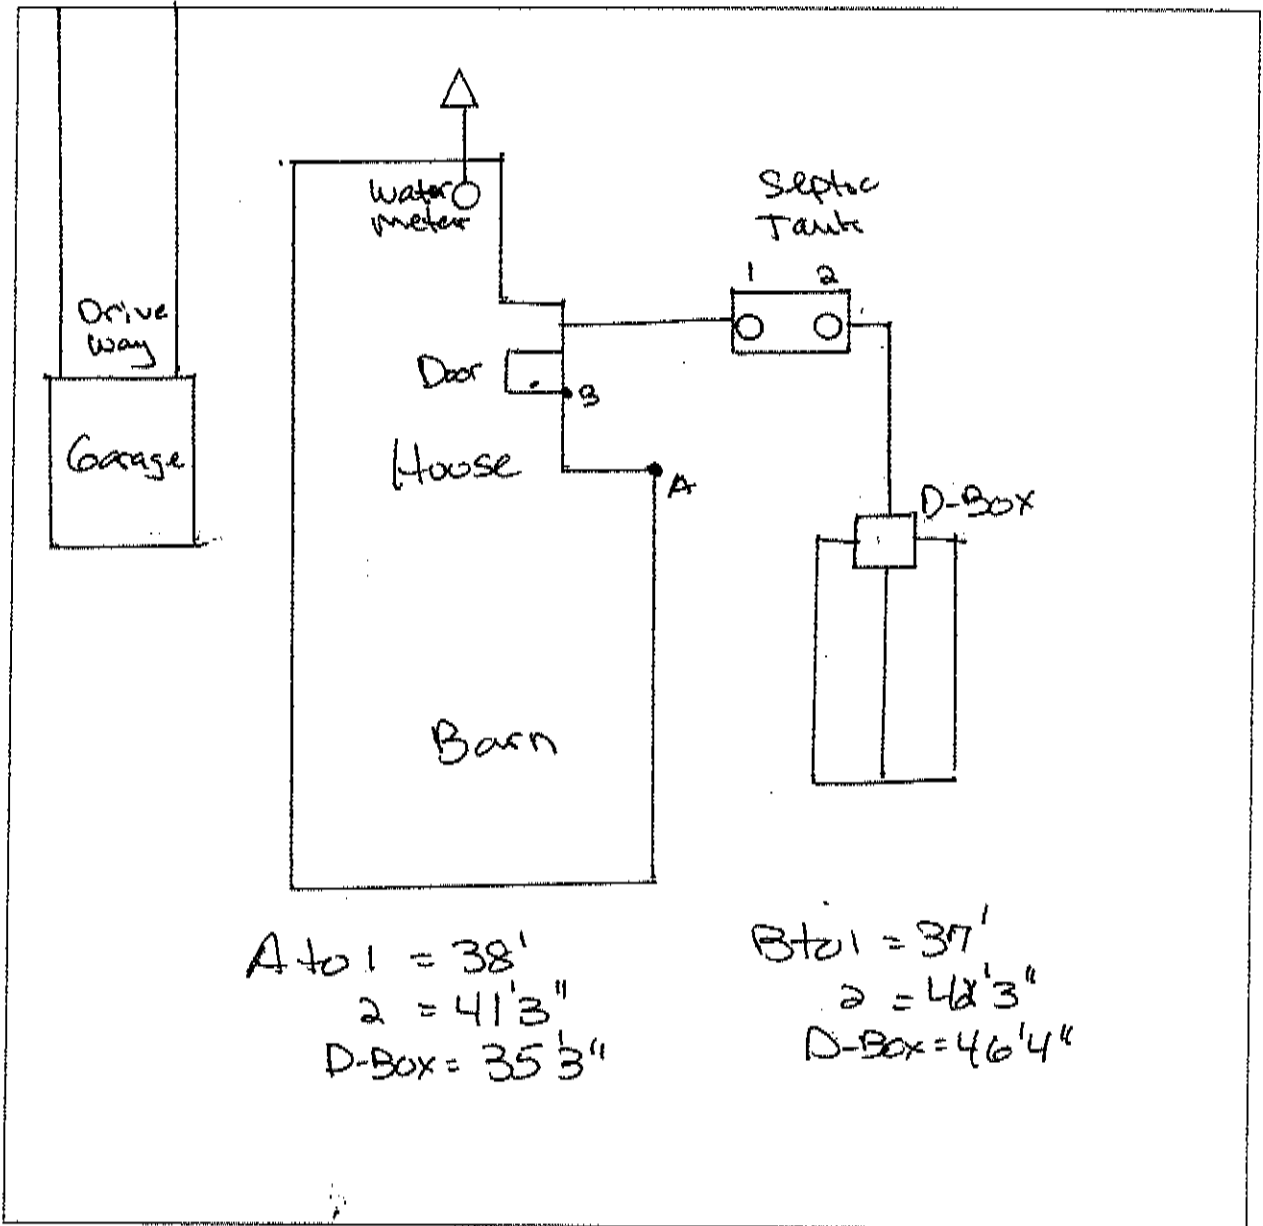 Water
meter
Septic
Tank
1 2
Drive
way
Door
B
Garage
House
A
D-Box
Barn
A to 1 = 38'
2 = 41'3"
D-Box = 35'3"
B to 1 = 37'
2 = 42'3"
D-Box = 46'4"